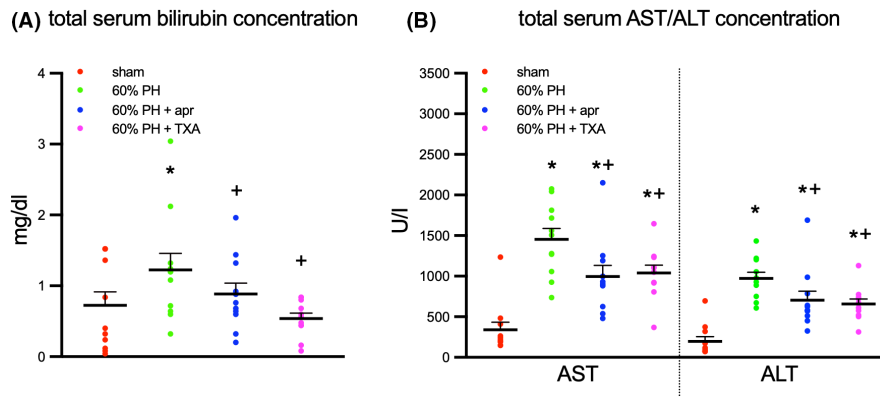 (A) total serum bilirubin concentration
4
3
2
1
0
mg/dl
sham
60% PH
60% PH + apr
60% PH + TXA
*
+
+
(B) total serum AST/ALT concentration
3500
3000
2500
2000
1500
1000
500
0
U/l
sham
60% PH
60% PH + apr
60% PH + TXA
*
*+
*+
*
*+
*+
AST
ALT